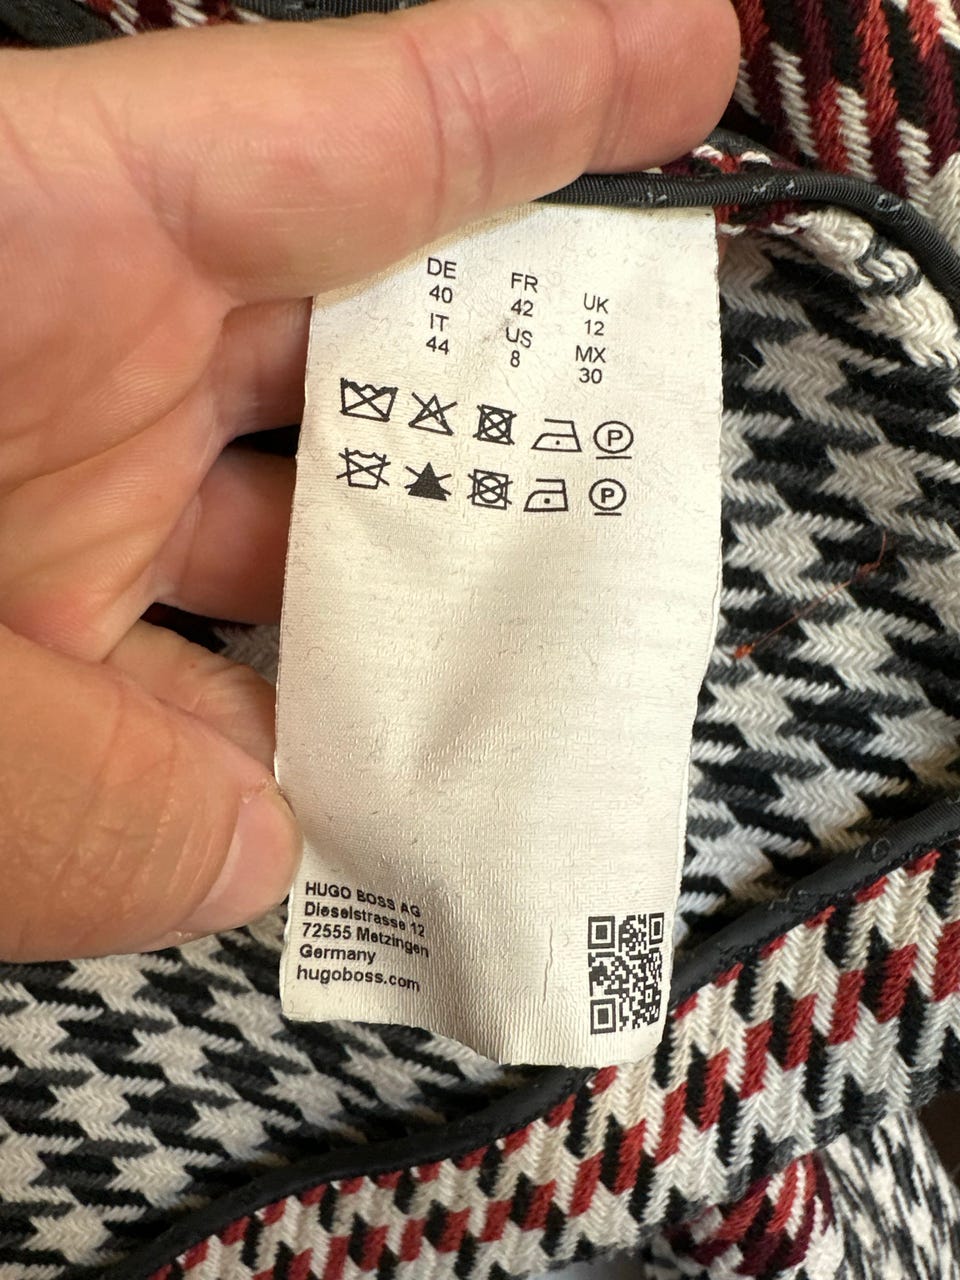 DE FR UK
40 42 12
IT US MX
44 8 30
P
P
HUGO BOSS AG
Dieselstrasse 12
72555 Metzingen
Germany
hugoboss.com